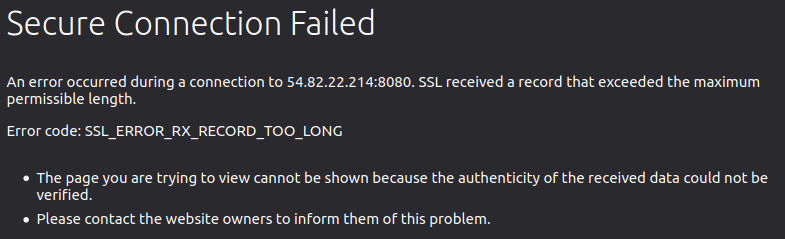 Secure Connection Failed
An error occurred during a connection to 54.82.22.214:8080. SSL received a record that exceeded the maximum
permissible length.
Error code: SSL_ERROR_RX_RECORD_TOO_LONG
• The page you are trying to view cannot be shown because the authenticity of the received data could not be
verified.
• Please contact the website owners to inform them of this problem.